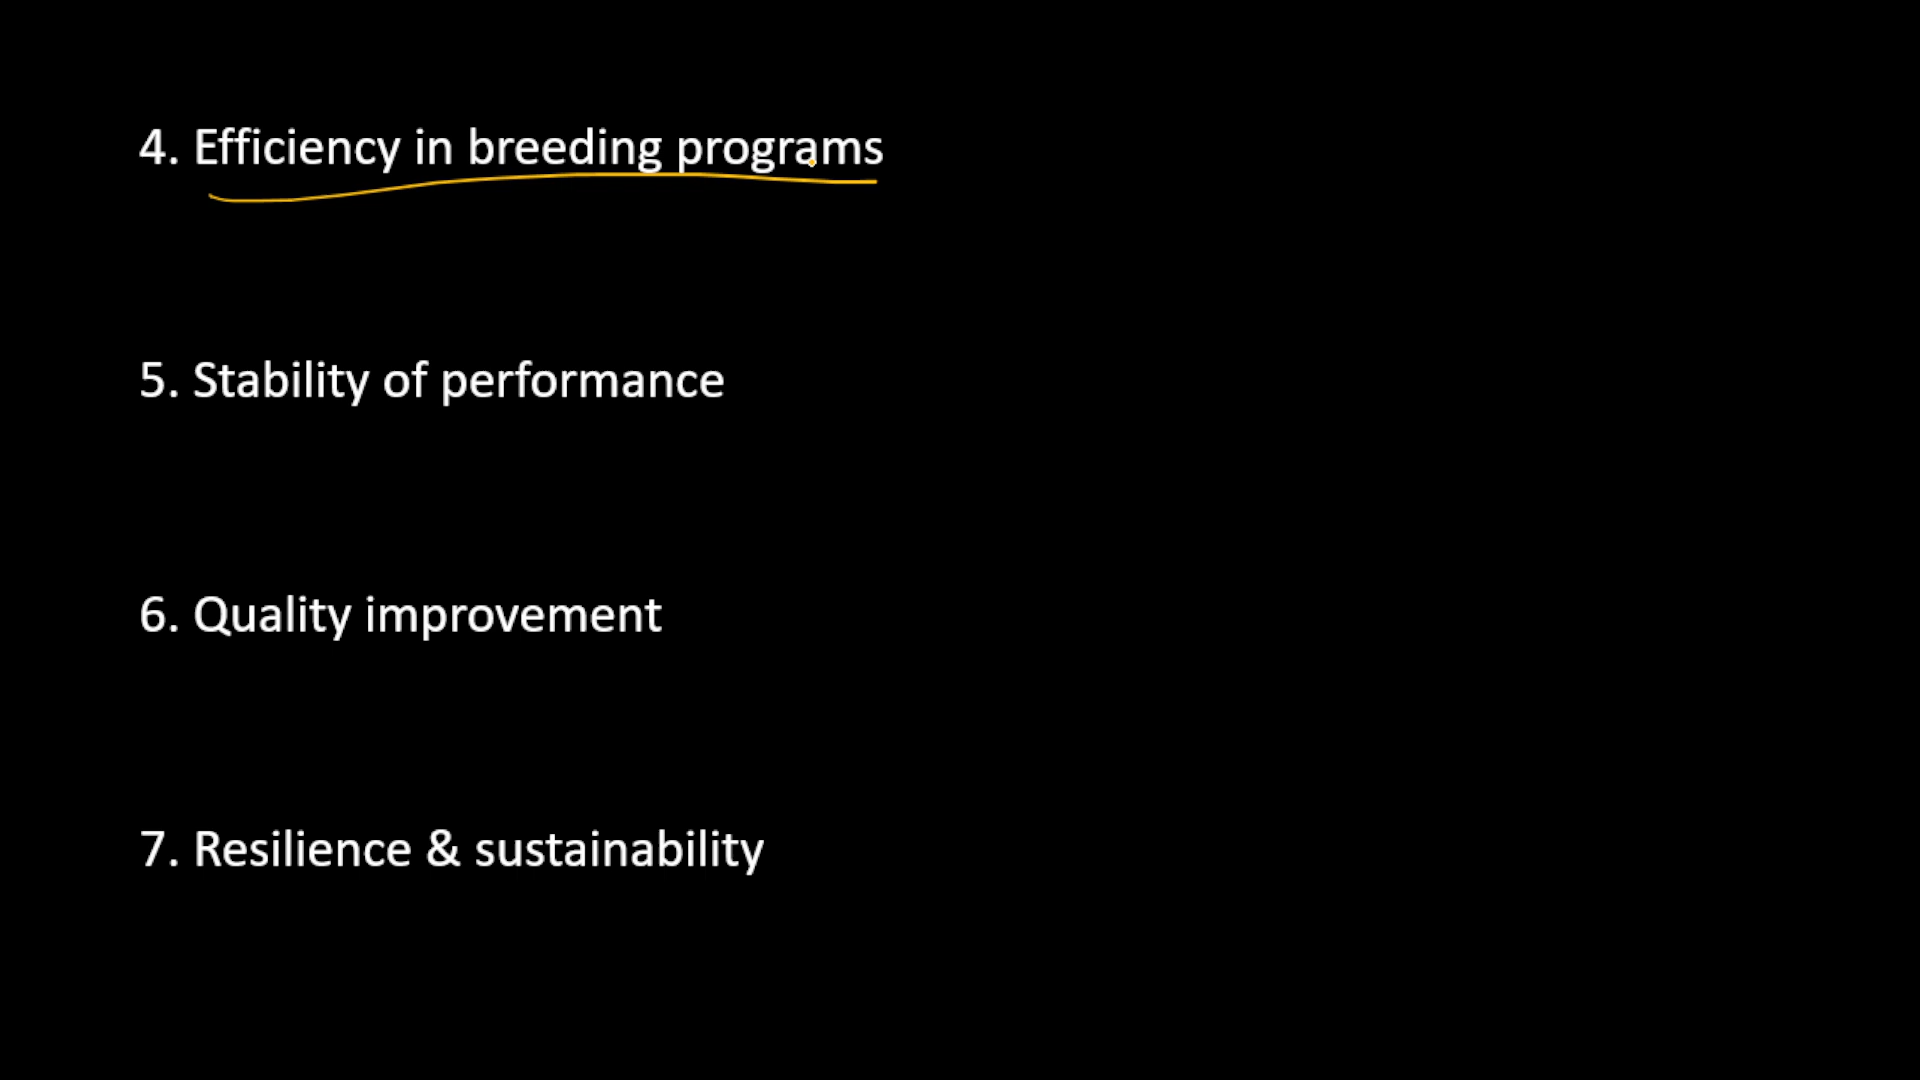 4. Efficiency in breeding programs
5. Stability of performance
6. Quality improvement
7. Resilience & sustainability